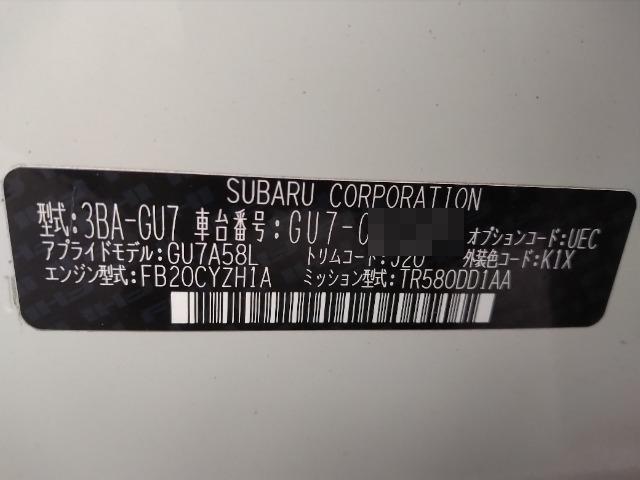 SUBARU CORPORATION
型式:3BA-GU7 車台番号:GU7-0 オプションコード:UEC
アプライドモデル:GU7A58L トリムコード:J20 外装色コード:K1X
エンジン型式:FB20CYZH1A ミッション型式:TR580DD1AA